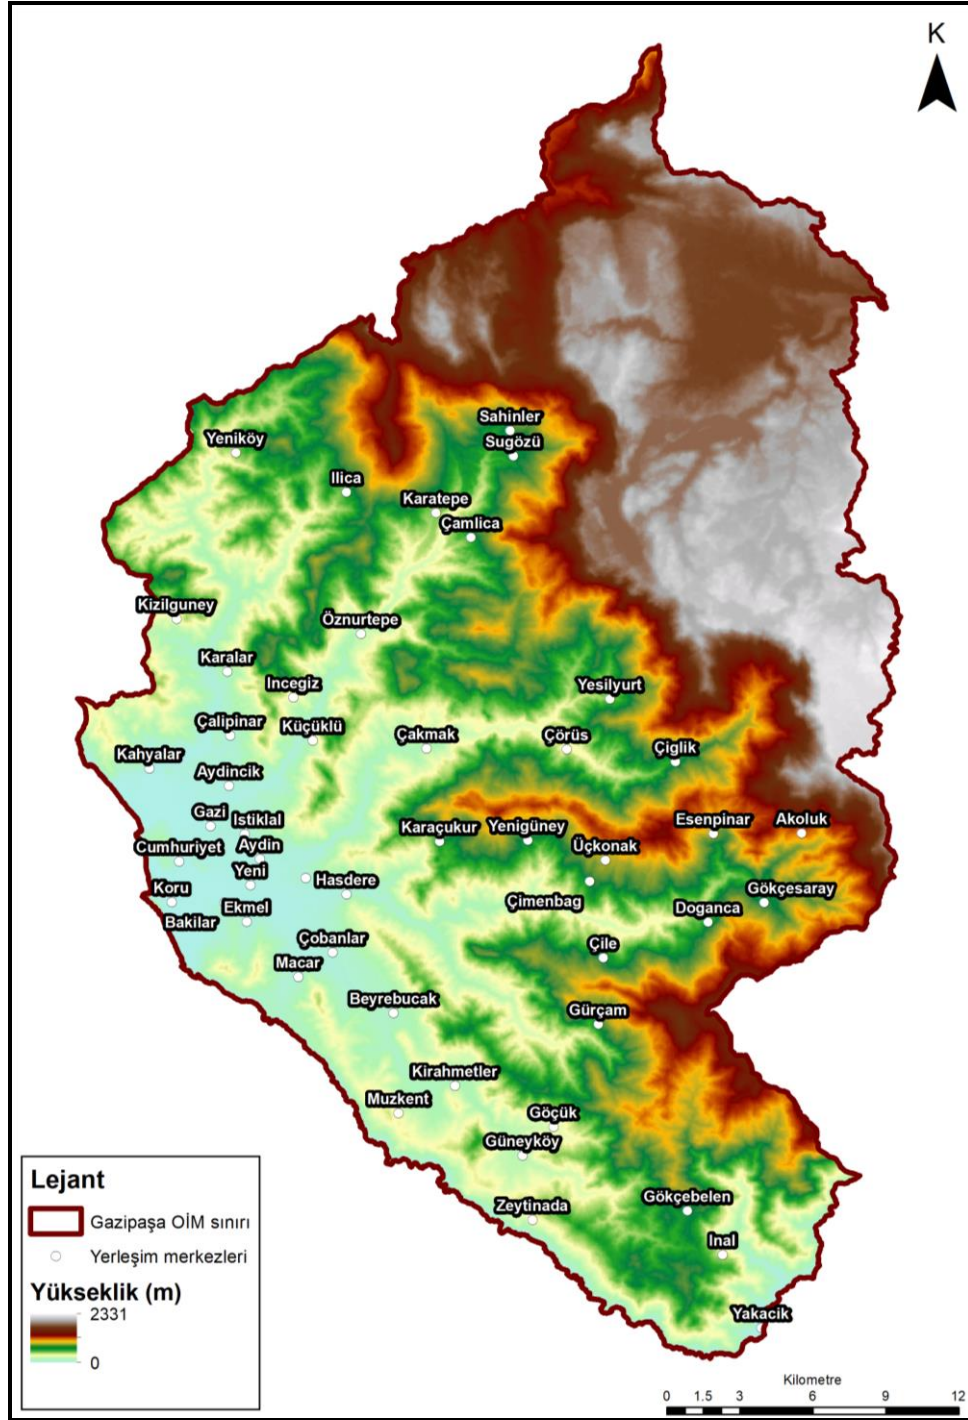 K
Sahinler
Sugözü
Yeniköy
Ilica
Karatepe
Çamlica
Kizilguney
Öznurtepe
Karalar
Incegiz
Yesilyurt
Çalipinar
Küçüklü
Çakmak
Çörüs
Çiglik
Kahyalar
Aydincik
Gazi
Istiklal
Karaçukur
Yenigüney
Esenpinar
Akoluk
Cumhuriyet
Aydin
Üçkonak
Yeni
Hasdere
Koru
Gökçesaray
Çimenbag
Doganca
Bakilar
Ekmel
Çobanlar
Çile
Macar
Beyrebucak
Gürçam
Kirahmetler
Muzkent
Göçük
Güneyköy
Zeytinada
Gökçebelen
Inal
Yakacik
Lejant
Gazipaşa OİM sınırı
Yerleşim merkezleri
Yükseklik (m)
2331
0
Kilometre
0 1.5 3 6 9 12